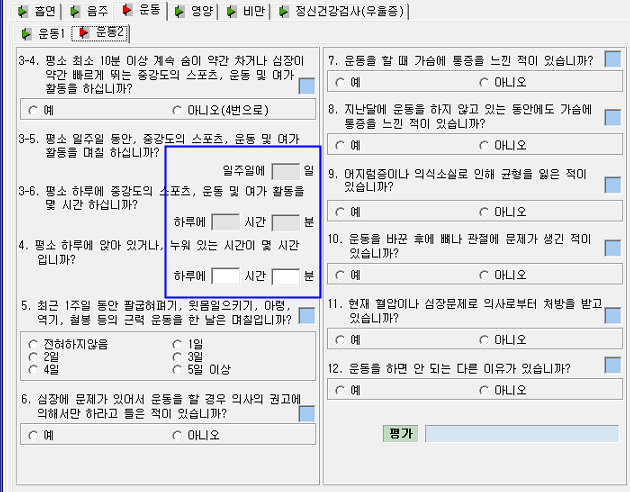 흡연 음주 운동 영양 비만 정신건강검사(우울증)
운동1 운동2
3-4. 평소 최소 10분 이상 계속 숨이 약간 차거나 심장이
약간 빠르게 뛰는 중강도의 스포츠, 운동 및 여가
활동을 하십니까?
예 아니오(4번으로)
3-5. 평소 일주일 동안, 중강도의 스포츠, 운동 및 여가
활동을 며칠 하십니까?
일주일에 일
3-6. 평소 하루에 중강도의 스포츠, 운동 및 여가 활동을
몇 시간 하십니까?
하루에 시간 분
4. 평소 하루에 앉아 있거나, 누워 있는 시간이 몇 시간
입니까?
하루에 시간 분
5. 최근 1주일 동안 팔굽혀펴기, 윗몸일으키기, 아령,
역기, 철봉 등의 근력 운동을 한 날은 며칠입니까?
전혀하지않음 1일
2일 3일
4일 5일 이상
6. 심장에 문제가 있어서 운동을 할 경우 의사의 권고에
의해서만 하라고 들은 적이 있습니까?
예 아니오
7. 운동을 할 때 가슴에 통증을 느낀 적이 있습니까?
예 아니오
8. 지난달에 운동을 하지 않고 있는 동안에도 가슴에
통증을 느낀 적이 있습니까?
예 아니오
9. 어지럼증이나 의식소실로 인해 균형을 잃은 적이
있습니까?
예 아니오
10. 운동을 바꾼 후에 뼈나 관절에 문제가 생긴 적이
있습니까?
예 아니오
11. 현재 혈압이나 심장문제로 의사로부터 처방을 받고
있습니까?
예 아니오
12. 운동을 하면 안 되는 다른 이유가 있습니까?
예 아니오
평가